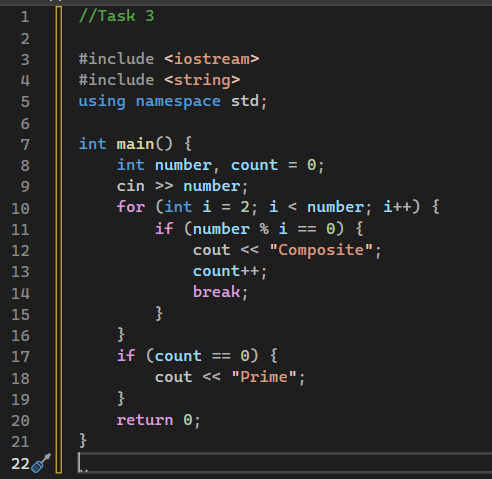 1 //Task 3
2
3 #include <iostream>
4 #include <string>
5 using namespace std;
6
7 int main() {
8     int number, count = 0;
9     cin >> number;
10     for (int i = 2; i < number; i++) {
11         if (number % i == 0) {
12             cout << "Composite";
13             count++;
14             break;
15         }
16     }
17     if (count == 0) {
18         cout << "Prime";
19     }
20     return 0;
21 }
22